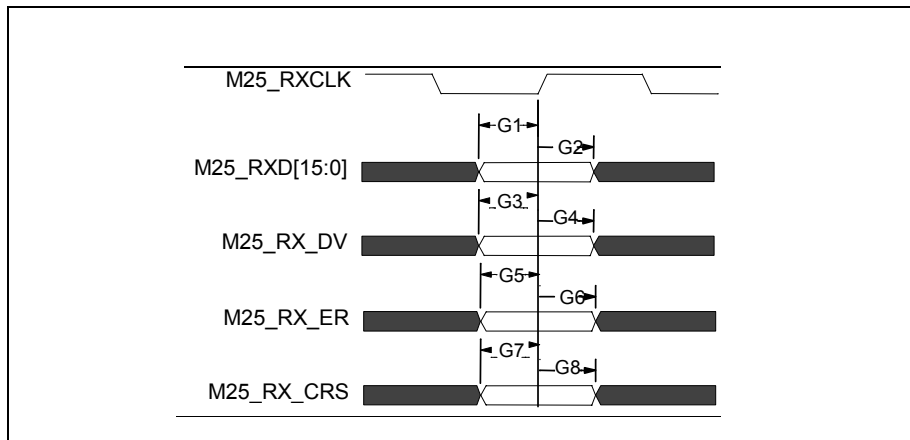 M25_RXCLK
G1
G2
M25_RXD[15:0]
G3
G4
M25_RX_DV
G5
G6
M25_RX_ER
G7
G8
M25_RX_CRS